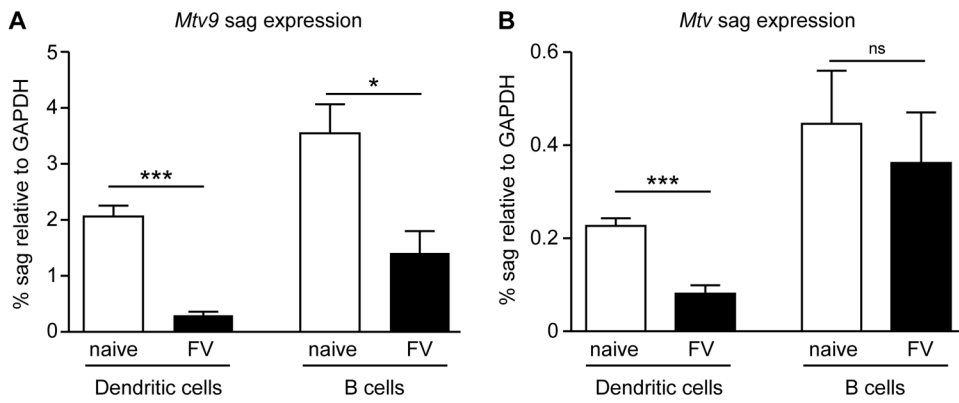 A
Mtv9 sag expression
% sag relative to GAPDH
5
4
3
2
1
0
***
*
naive
FV
naive
FV
Dendritic cells
B cells
B
Mtv sag expression
% sag relative to GAPDH
0.6
0.4
0.2
0
***
ns
naive
FV
naive
FV
Dendritic cells
B cells